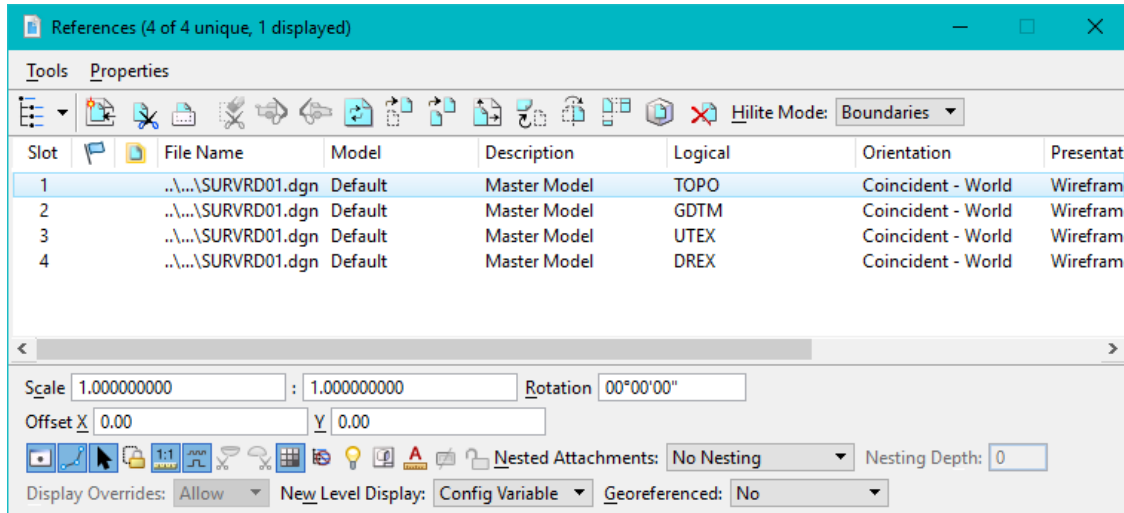 References (4 of 4 unique, 1 displayed)
Tools Properties
Hilite Mode: Boundaries
Slot File Name Model Description Logical Orientation Presentat
1 ..\...\SURVRD01.dgn Default Master Model TOPO Coincident - World Wirefram
2 ..\...\SURVRD01.dgn Default Master Model GDTM Coincident - World Wirefram
3 ..\...\SURVRD01.dgn Default Master Model UTEX Coincident - World Wirefram
4 ..\...\SURVRD01.dgn Default Master Model DREX Coincident - World Wirefram
Scale 1.000000000 : 1.000000000 Rotation 00°00'00"
Offset X 0.00 Y 0.00
1:1 A Nested Attachments: No Nesting Nesting Depth: 0
Display Overrides: Allow New Level Display: Config Variable Georeferenced: No